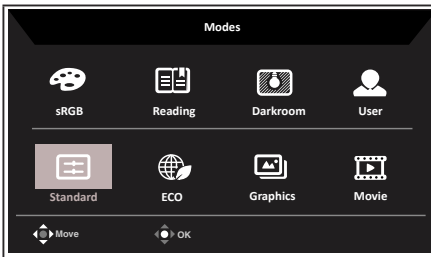 Modes
sRGB Reading Darkroom User
Standard ECO Graphics Movie
Move OK